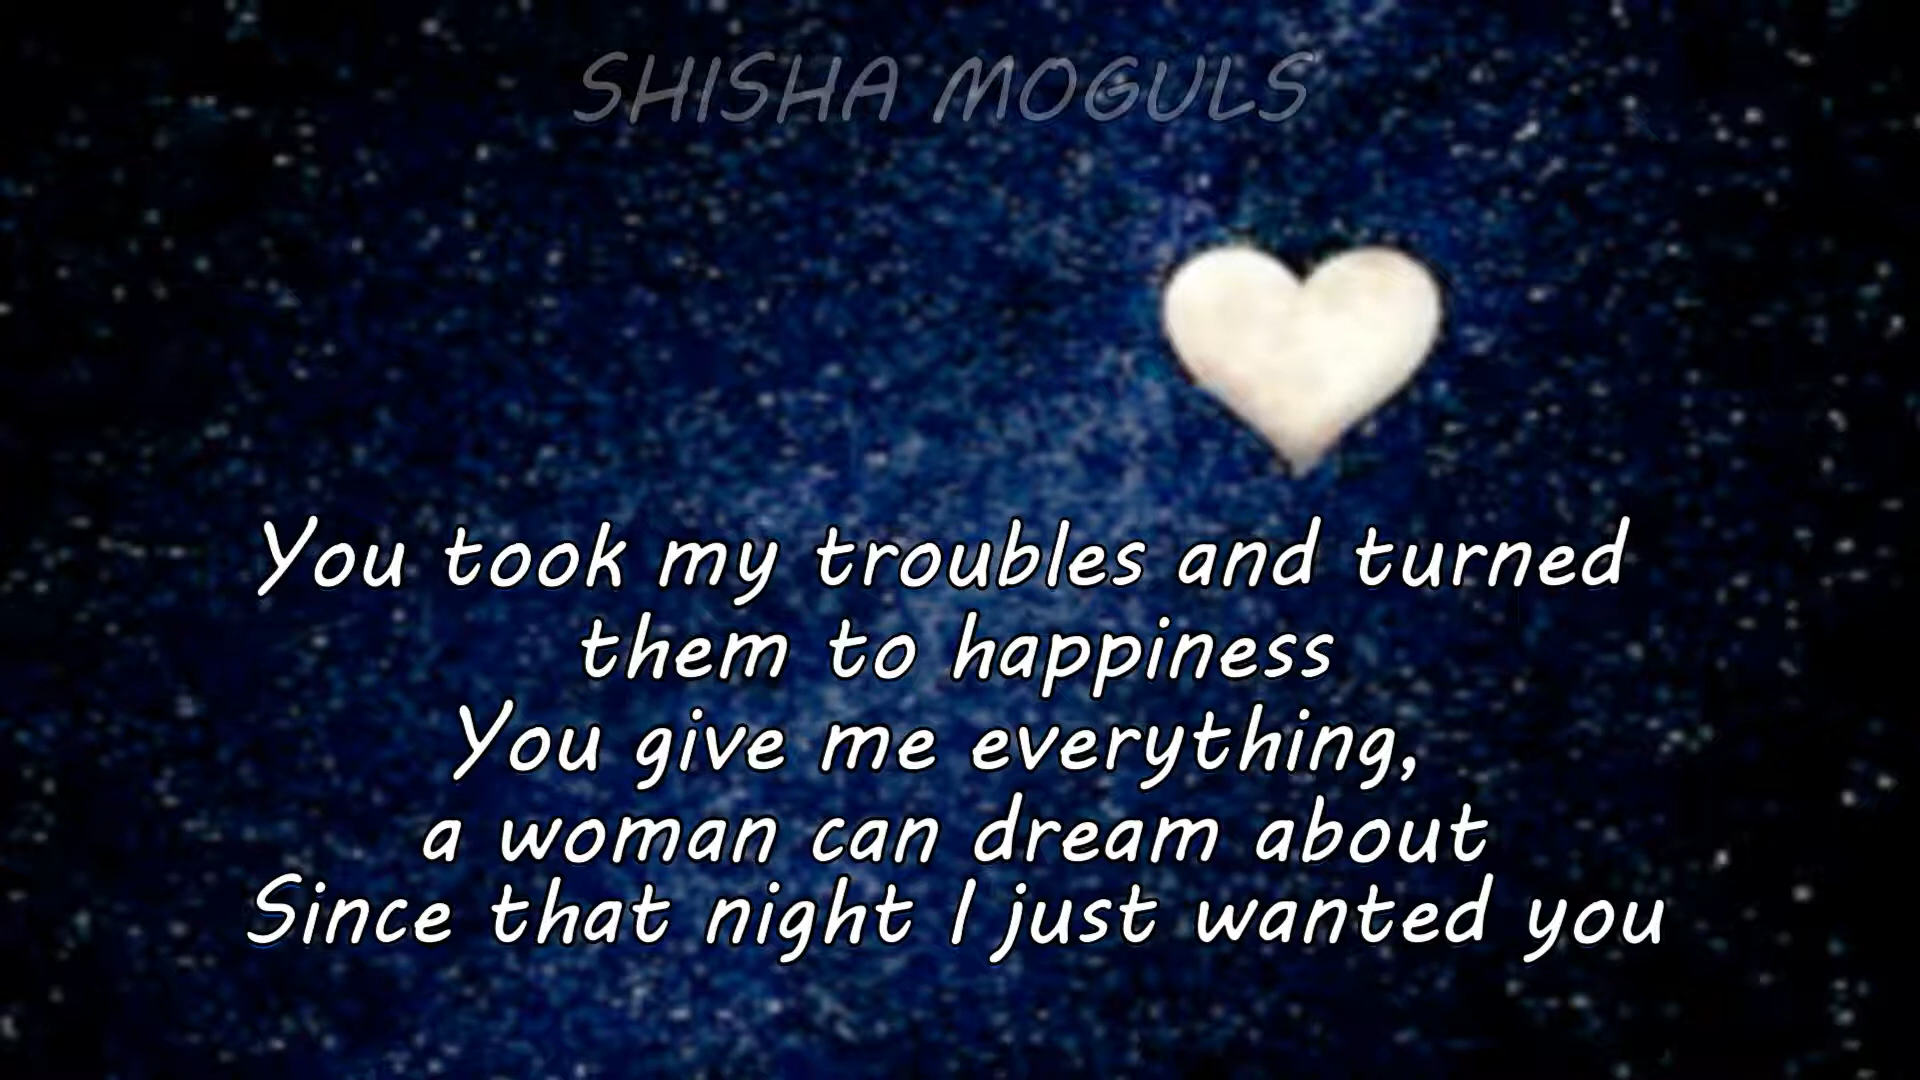 SHISHA MOGULS
You took my troubles and turned
them to happiness
You give me everything,
a woman can dream about
Since that night I just wanted you